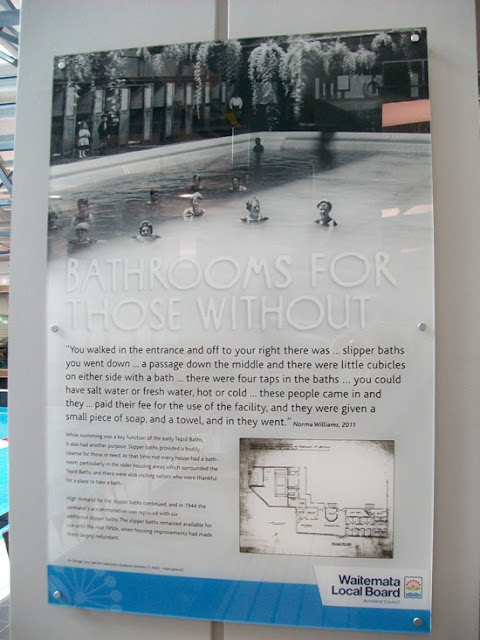 BATHROOMS FOR
THOSE WITHOUT
"You walked in the entrance and off to your right there was ... slipper baths
you went down ... a passage down the middle and there were little cubicles
on either side with a bath ... there were four taps in the baths ... you could
have salt water or fresh water, hot or cold ... these people came in and
they ... paid their fee for the use of the facility, and they were given a
small piece of soap, and a towel, and in they went." Norma Williams, 2011
While swimming was a key function of the early Tepid Baths,
it also had another purpose. Slipper baths provided a bodily
cleanse for those in need. At that time not every house had a bath-
room, particularly in the older housing areas which surrounded the
Tepid Baths, and there were also visiting sailors who were thankful
for a place to take a bath.
High demand for the slipper baths continued, and in 1944 the
caretaker's accommodation was replaced with six
additional slipper baths. The slipper baths remained available for
use until the mid 1950s, when housing improvements had made
them largely redundant.
Waitemata
Local Board
Auckland Council